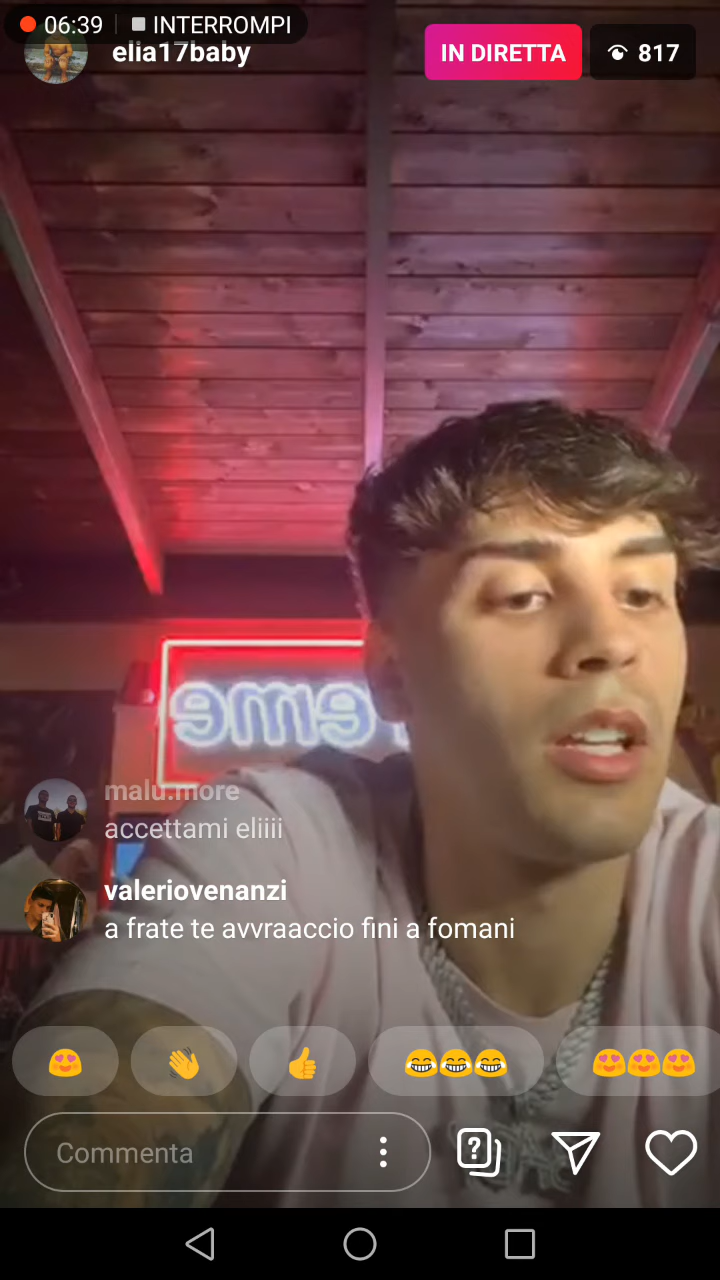 06:39 INTERROMPI
elia17baby IN DIRETTA 817
malu.more
accettami eliiii
valeriovenanzi
a frate te avvraaccio fini a fomani
Commenta